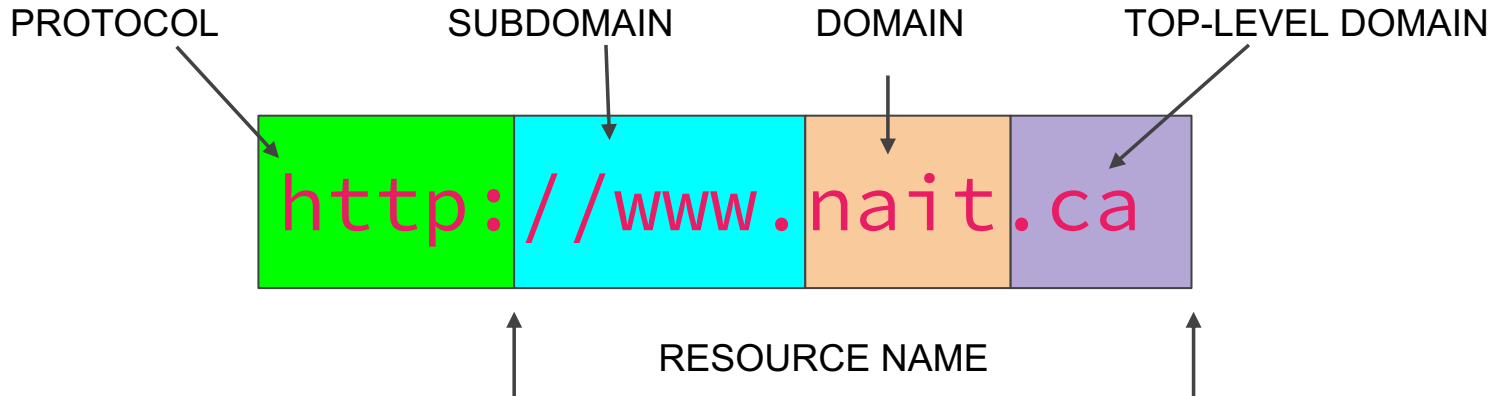 PROTOCOL SUBDOMAIN DOMAIN TOP-LEVEL DOMAIN
http://www.nait.ca
RESOURCE NAME